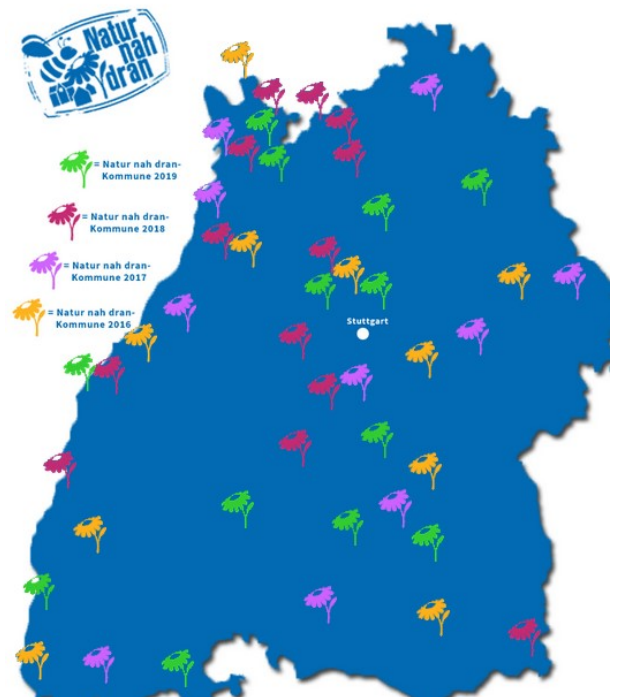 Natur
nah
dran
= Natur nah dran-
Kommune 2019
= Natur nah dran-
Kommune 2018
= Natur nah dran-
Kommune 2017
= Natur nah dran-
Kommune 2016
Stuttgart